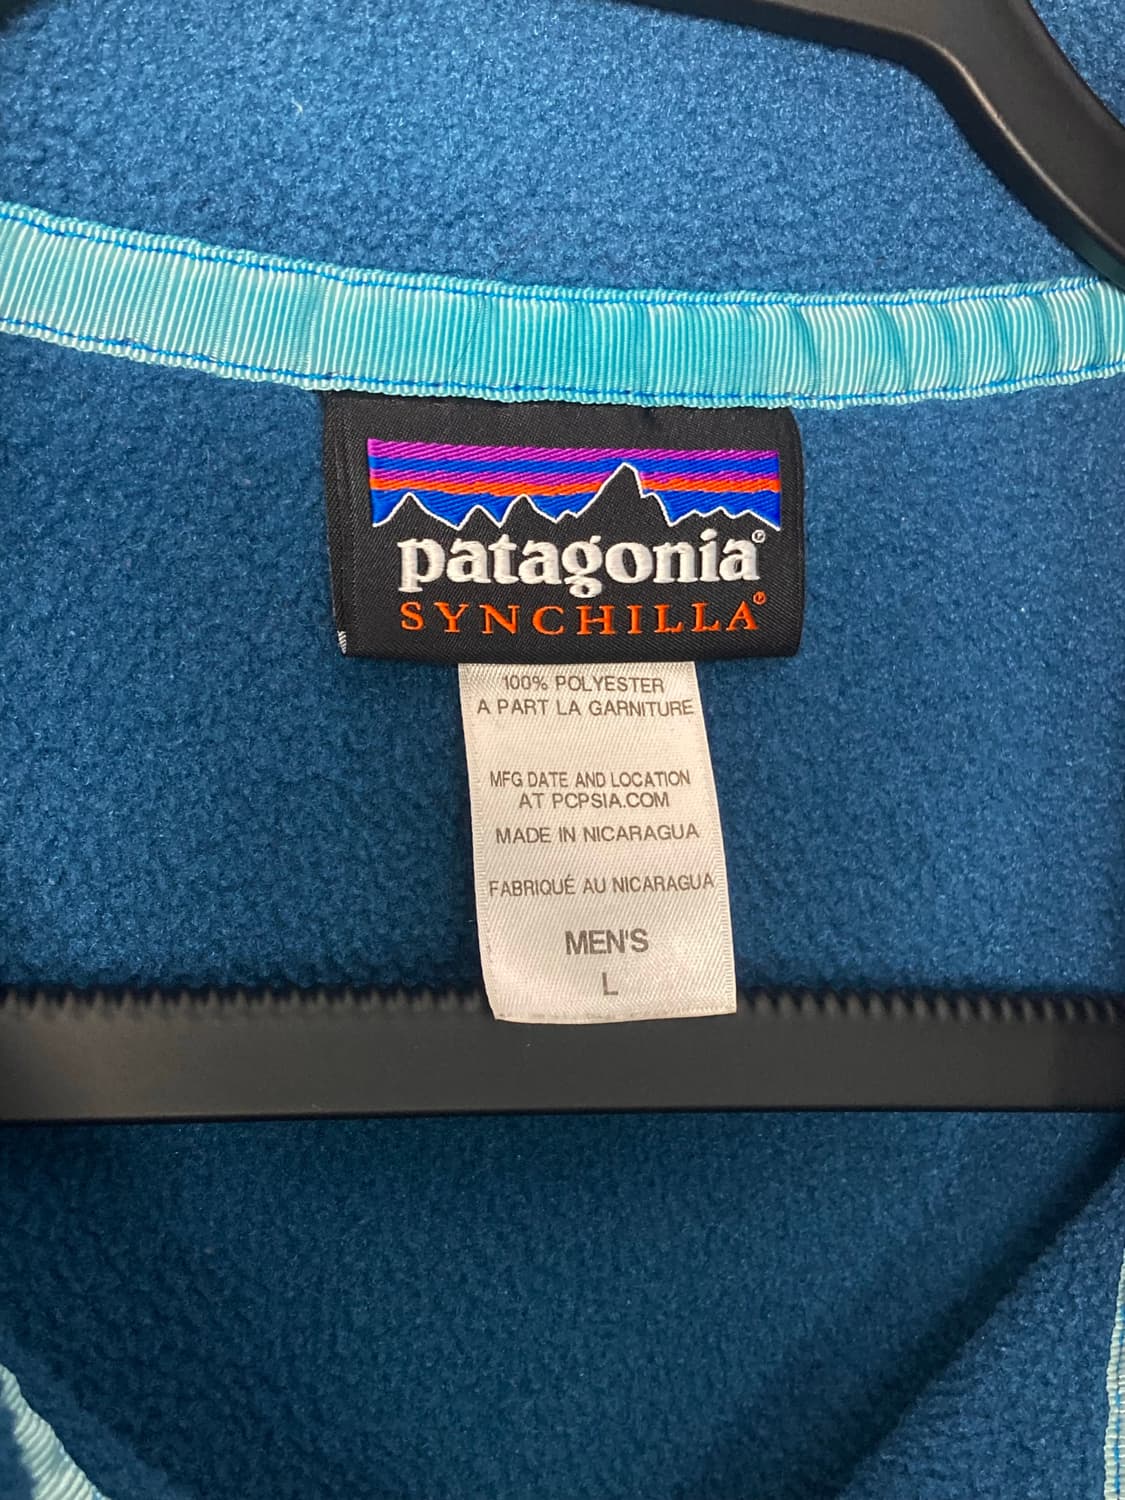 patagonia®
SYNCHILLA®
100% POLYESTER
A PART LA GARNITURE
MFG DATE AND LOCATION
AT PCPSIA.COM
MADE IN NICARAGUA
FABRIQUÉ AU NICARAGUA
MEN'S
L